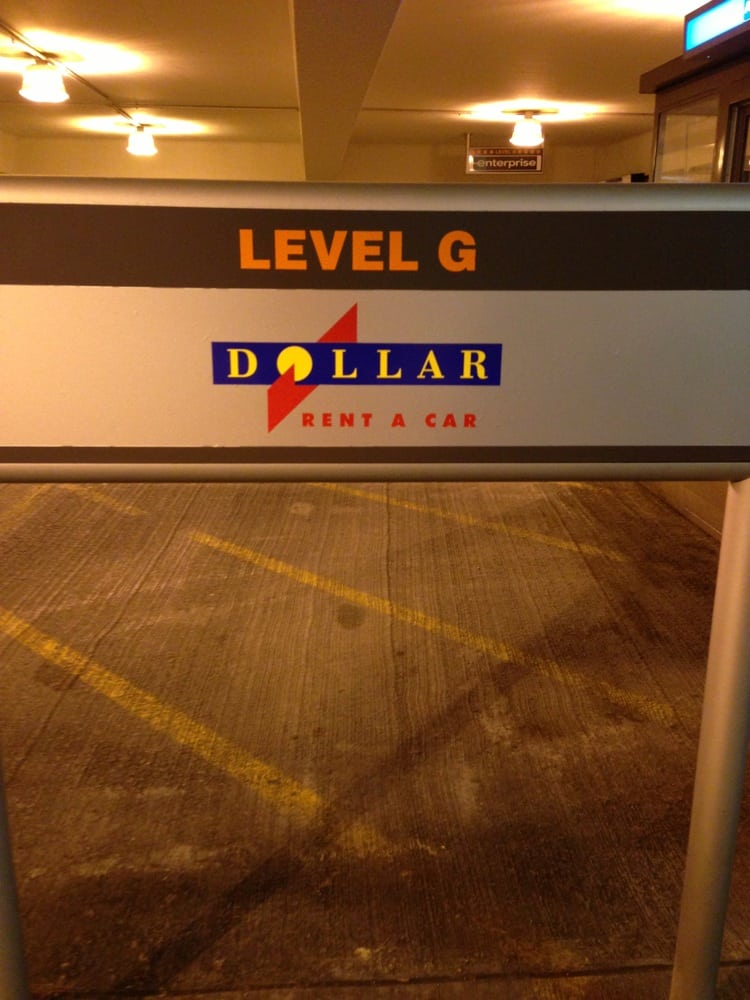 enterprise
LEVEL G
DOLLAR
RENT A CAR